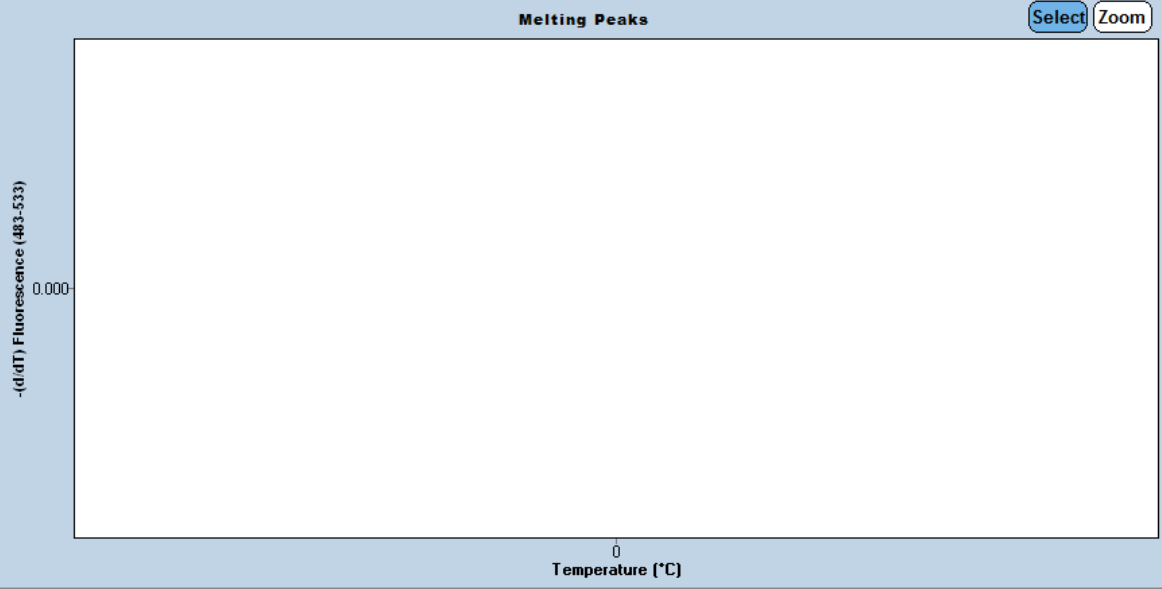 Melting Peaks
Select
Zoom
-(d/dT) Fluorescence (483-533)
0.000
0
Temperature (°C)